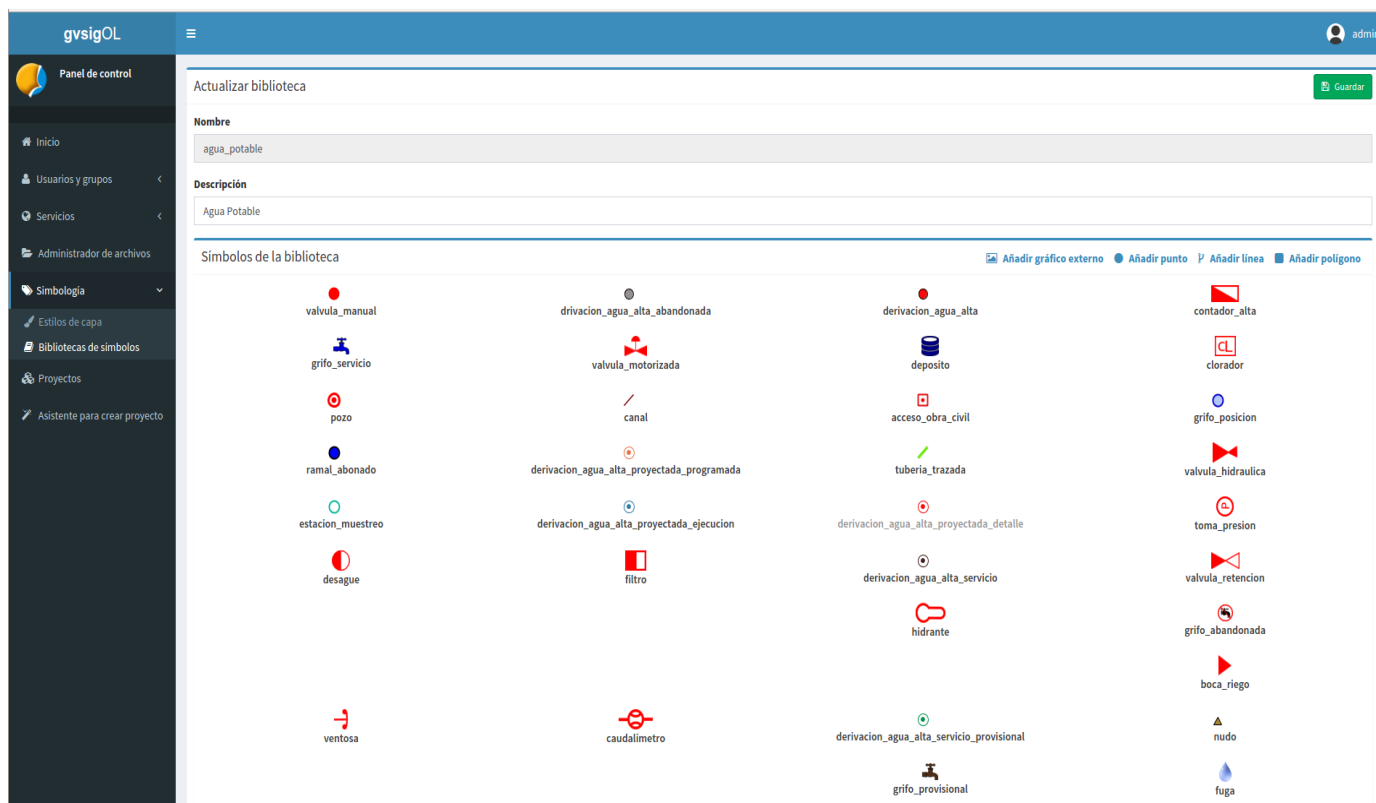 gvsigOL
admin
Panel de control
Inicio
Usuarios y grupos
Servicios
Administrador de archivos
Simbología
Estilos de capa
Bibliotecas de símbolos
Proyectos
Asistente para crear proyecto
Actualizar biblioteca
Guardar
Nombre
agua_potable
Descripción
Agua Potable
Símbolos de la biblioteca
Añadir gráfico externo Añadir punto Añadir línea Añadir polígono
valvula_manual drivacion_agua_alta_abandonada derivacion_agua_alta contador_alta
CL
grifo_servicio valvula_motorizada deposito clorador
pozo canal acceso_obra_civil grifo_posicion
ramal_abonado derivacion_agua_alta_proyectada_programada tuberia_trazada valvula_hidraulica
P
estacion_muestreo derivacion_agua_alta_proyectada_ejecucion derivacion_agua_alta_proyectada_detalle toma_presion
desague filtro derivacion_agua_alta_servicio valvula_retencion
hidrante grifo_abandonada
boca_riego
ventosa caudalimetro derivacion_agua_alta_servicio_provisional nudo
grifo_provisional fuga